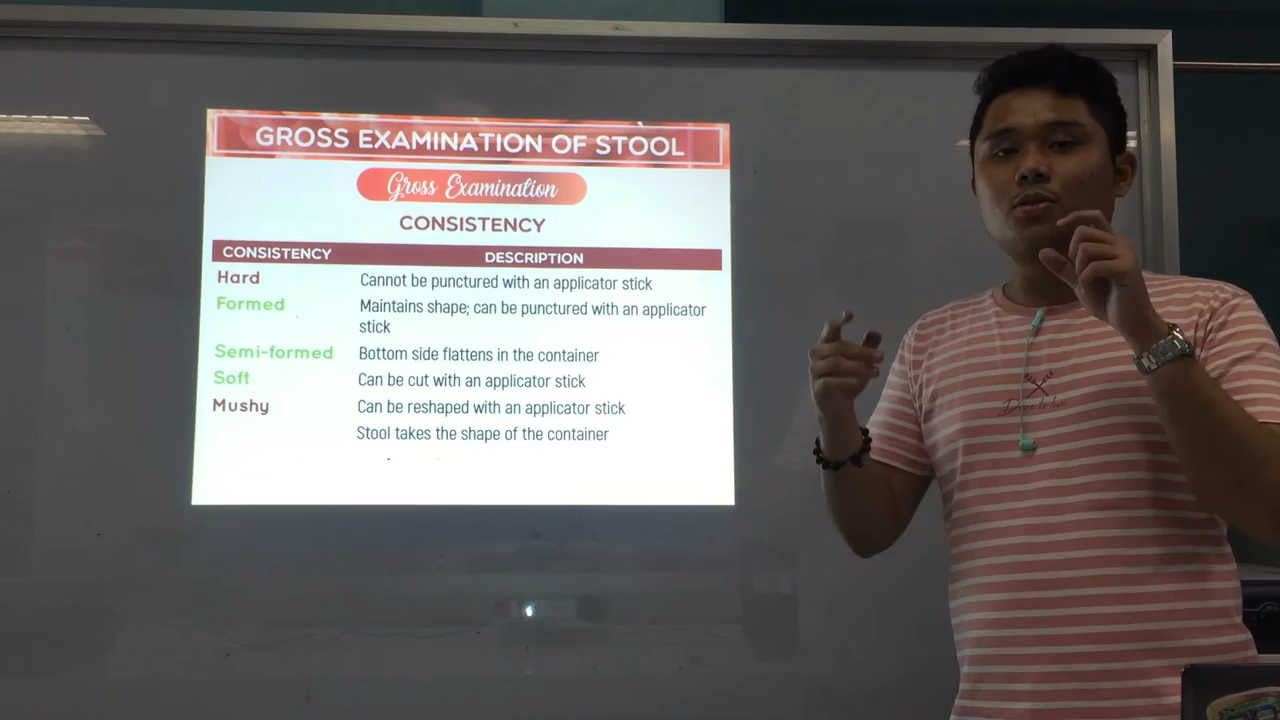 GROSS EXAMINATION OF STOOL
Gross Examination
CONSISTENCY
CONSISTENCY DESCRIPTION
Hard Cannot be punctured with an applicator stick
Formed Maintains shape; can be punctured with an applicator
stick
Semi-formed Bottom side flattens in the container
Soft Can be cut with an applicator stick
Mushy Can be reshaped with an applicator stick
Stool takes the shape of the container